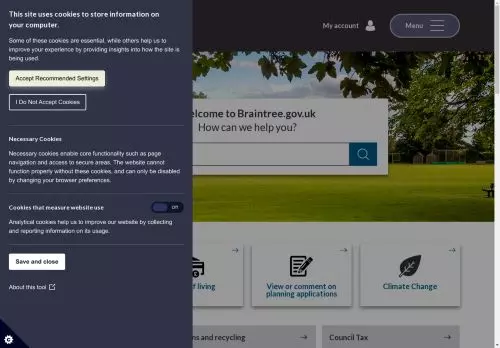 This site uses cookies to store information on
your computer.
Some of these cookies are essential, while others help us to
improve your experience by providing insights into how the site is
being used.
Accept Recommended Settings
I Do Not Accept Cookies
Necessary Cookies
Necessary cookies enable core functionality such as page
navigation and access to secure areas. The website cannot
function properly without these cookies, and can only be disabled
by changing your browser preferences.
Cookies that measure website use
on
Analytical cookies help us to improve our website by collecting
and reporting information on its usage.
Save and close
About this tool
My account
Menu
elcome to Braintree.gov.uk
How can we help you?
living
View or comment on
planning applications
Climate Change
ns and recycling
Council Tax